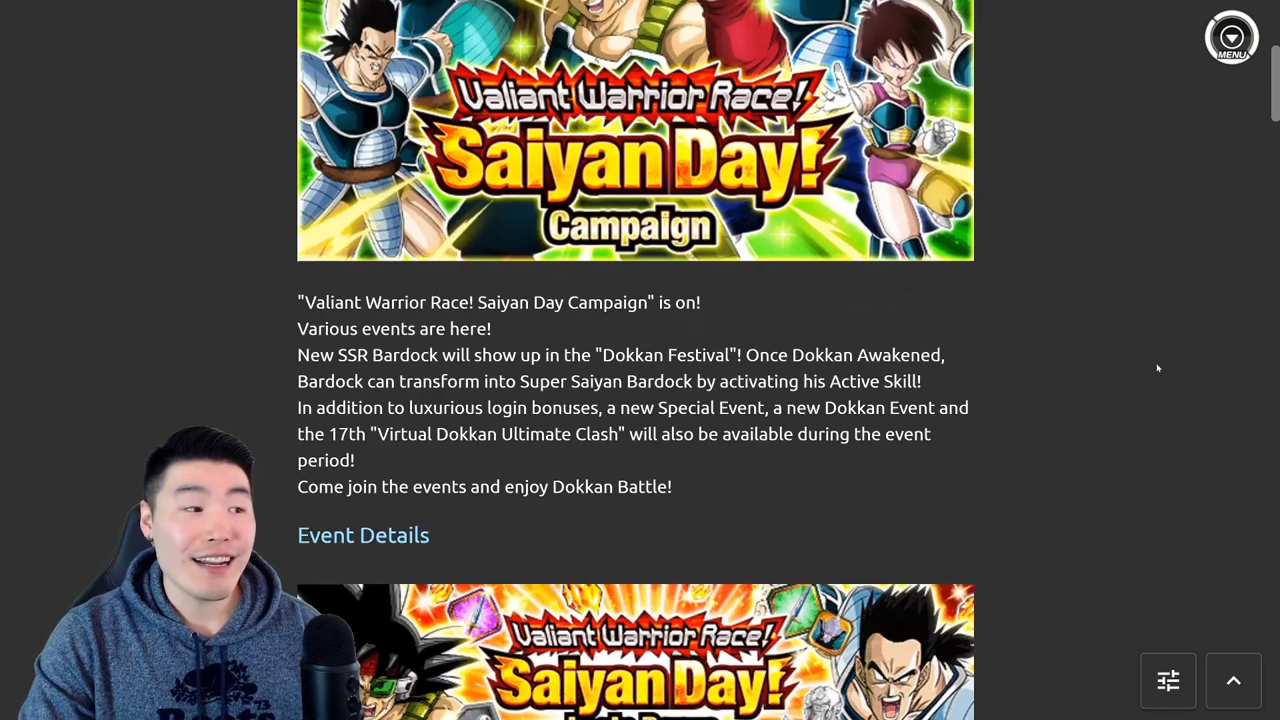 MENU
Valiant Warrior Race!
Saiyan Day!
Campaign
"Valiant Warrior Race! Saiyan Day Campaign" is on!
Various events are here!
New SSR Bardock will show up in the "Dokkan Festival"! Once Dokkan Awakened,
Bardock can transform into Super Saiyan Bardock by activating his Active Skill!
In addition to luxurious login bonuses, a new Special Event, a new Dokkan Event and
the 17th "Virtual Dokkan Ultimate Clash" will also be available during the event
period!
Come join the events and enjoy Dokkan Battle!
Event Details
Valiant Warrior Race!
Saiyan Day!